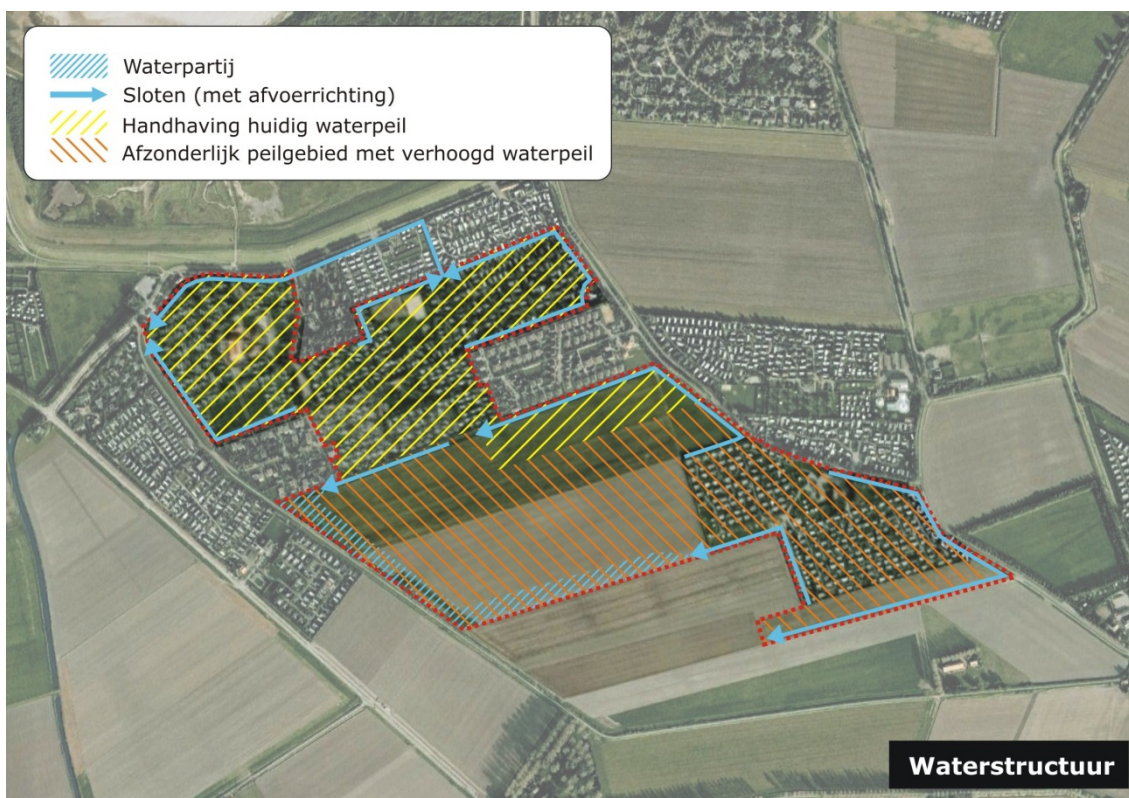 Waterpartij
Sloten (met afvoerrichting)
Handhaving huidig waterpeil
Afzonderlijk peilgebied met verhoogd waterpeil
Waterstructuur